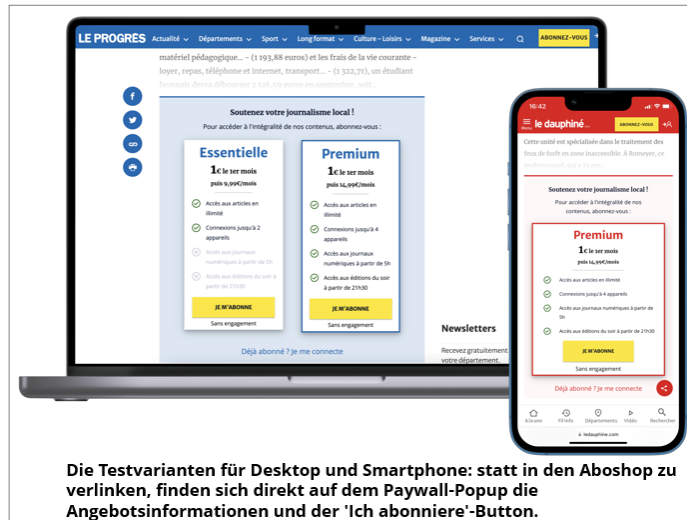 LE PROGRÈS Actualité Départements Sport Long format Culture - Loisirs Magazine Services ABONNEZ-VOUS
matériel pédagogique... – (1 193,88 euros) et les frais de la vie courante –
loyer, repas, téléphone et internet, transport... – (1 322,71), un étudiant
lyonnais devra débourser 2 516,59 euros en septembre, soit...
Soutenez votre journalisme local !
Pour accéder à l'intégralité de nos contenus, abonnez-vous :
Essentielle
1€ le 1er mois
puis 9,99€/mois
Accès aux articles en
illimité
Connexions jusqu'à 2
appareils
Accès aux journaux
numériques à partir de 5h
Accès aux éditions du soir à
partir de 21h30
JE M'ABONNE
Sans engagement
Premium
1€ le 1er mois
puis 14,99€/mois
Accès aux articles en
illimité
Connexions jusqu'à 4
appareils
Accès aux journaux
numériques à partir de 5h
Accès aux éditions du soir
à partir de 21h30
JE M'ABONNE
Sans engagement
Déjà abonné ? Je me connecte
Newsletters
Recevez gratuitement
votre département.
16:42
Menu le dauphiné ABONNEZ-VOUS
Cette unité est spécialisée dans le traitement des
feux de forêt en zone inaccessible. À Romeyer, ce
Soutenez votre journalisme local !
Pour accéder à l'intégralité de nos
contenus, abonnez-vous :
Premium
1€ le 1er mois
puis 14,99€/mois
Accès aux articles en illimité
Connexions jusqu'à 4 appareils
Accès aux journaux numériques à partir de
5h
Accès aux éditions du soir à partir de 21h30
JE M'ABONNE
Sans engagement
Déjà abonné ? Je me connecte
A la une Fil info Départements Vidéo Rechercher
ledauphine.com
Die Testvarianten für Desktop und Smartphone: statt in den Aboshop zu
verlinken, finden sich direkt auf dem Paywall-Popup die
Angebotsinformationen und der 'Ich abonniere'-Button.